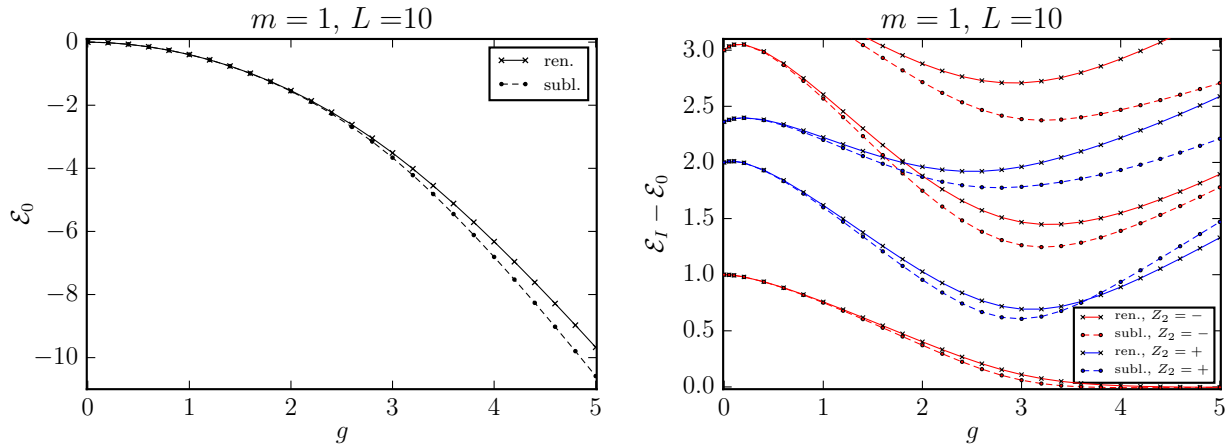 m = 1, L =10
0
−2
−4
−6
−8
−10
ℰ₀
0 1 2 3 4 5
g
ren.
subl.
m = 1, L =10
3.0
2.5
2.0
1.5
1.0
0.5
0.0
ℰ_I − ℰ₀
0 1 2 3 4 5
g
ren., Z₂ = −
subl., Z₂ = −
ren., Z₂ = +
subl., Z₂ = +